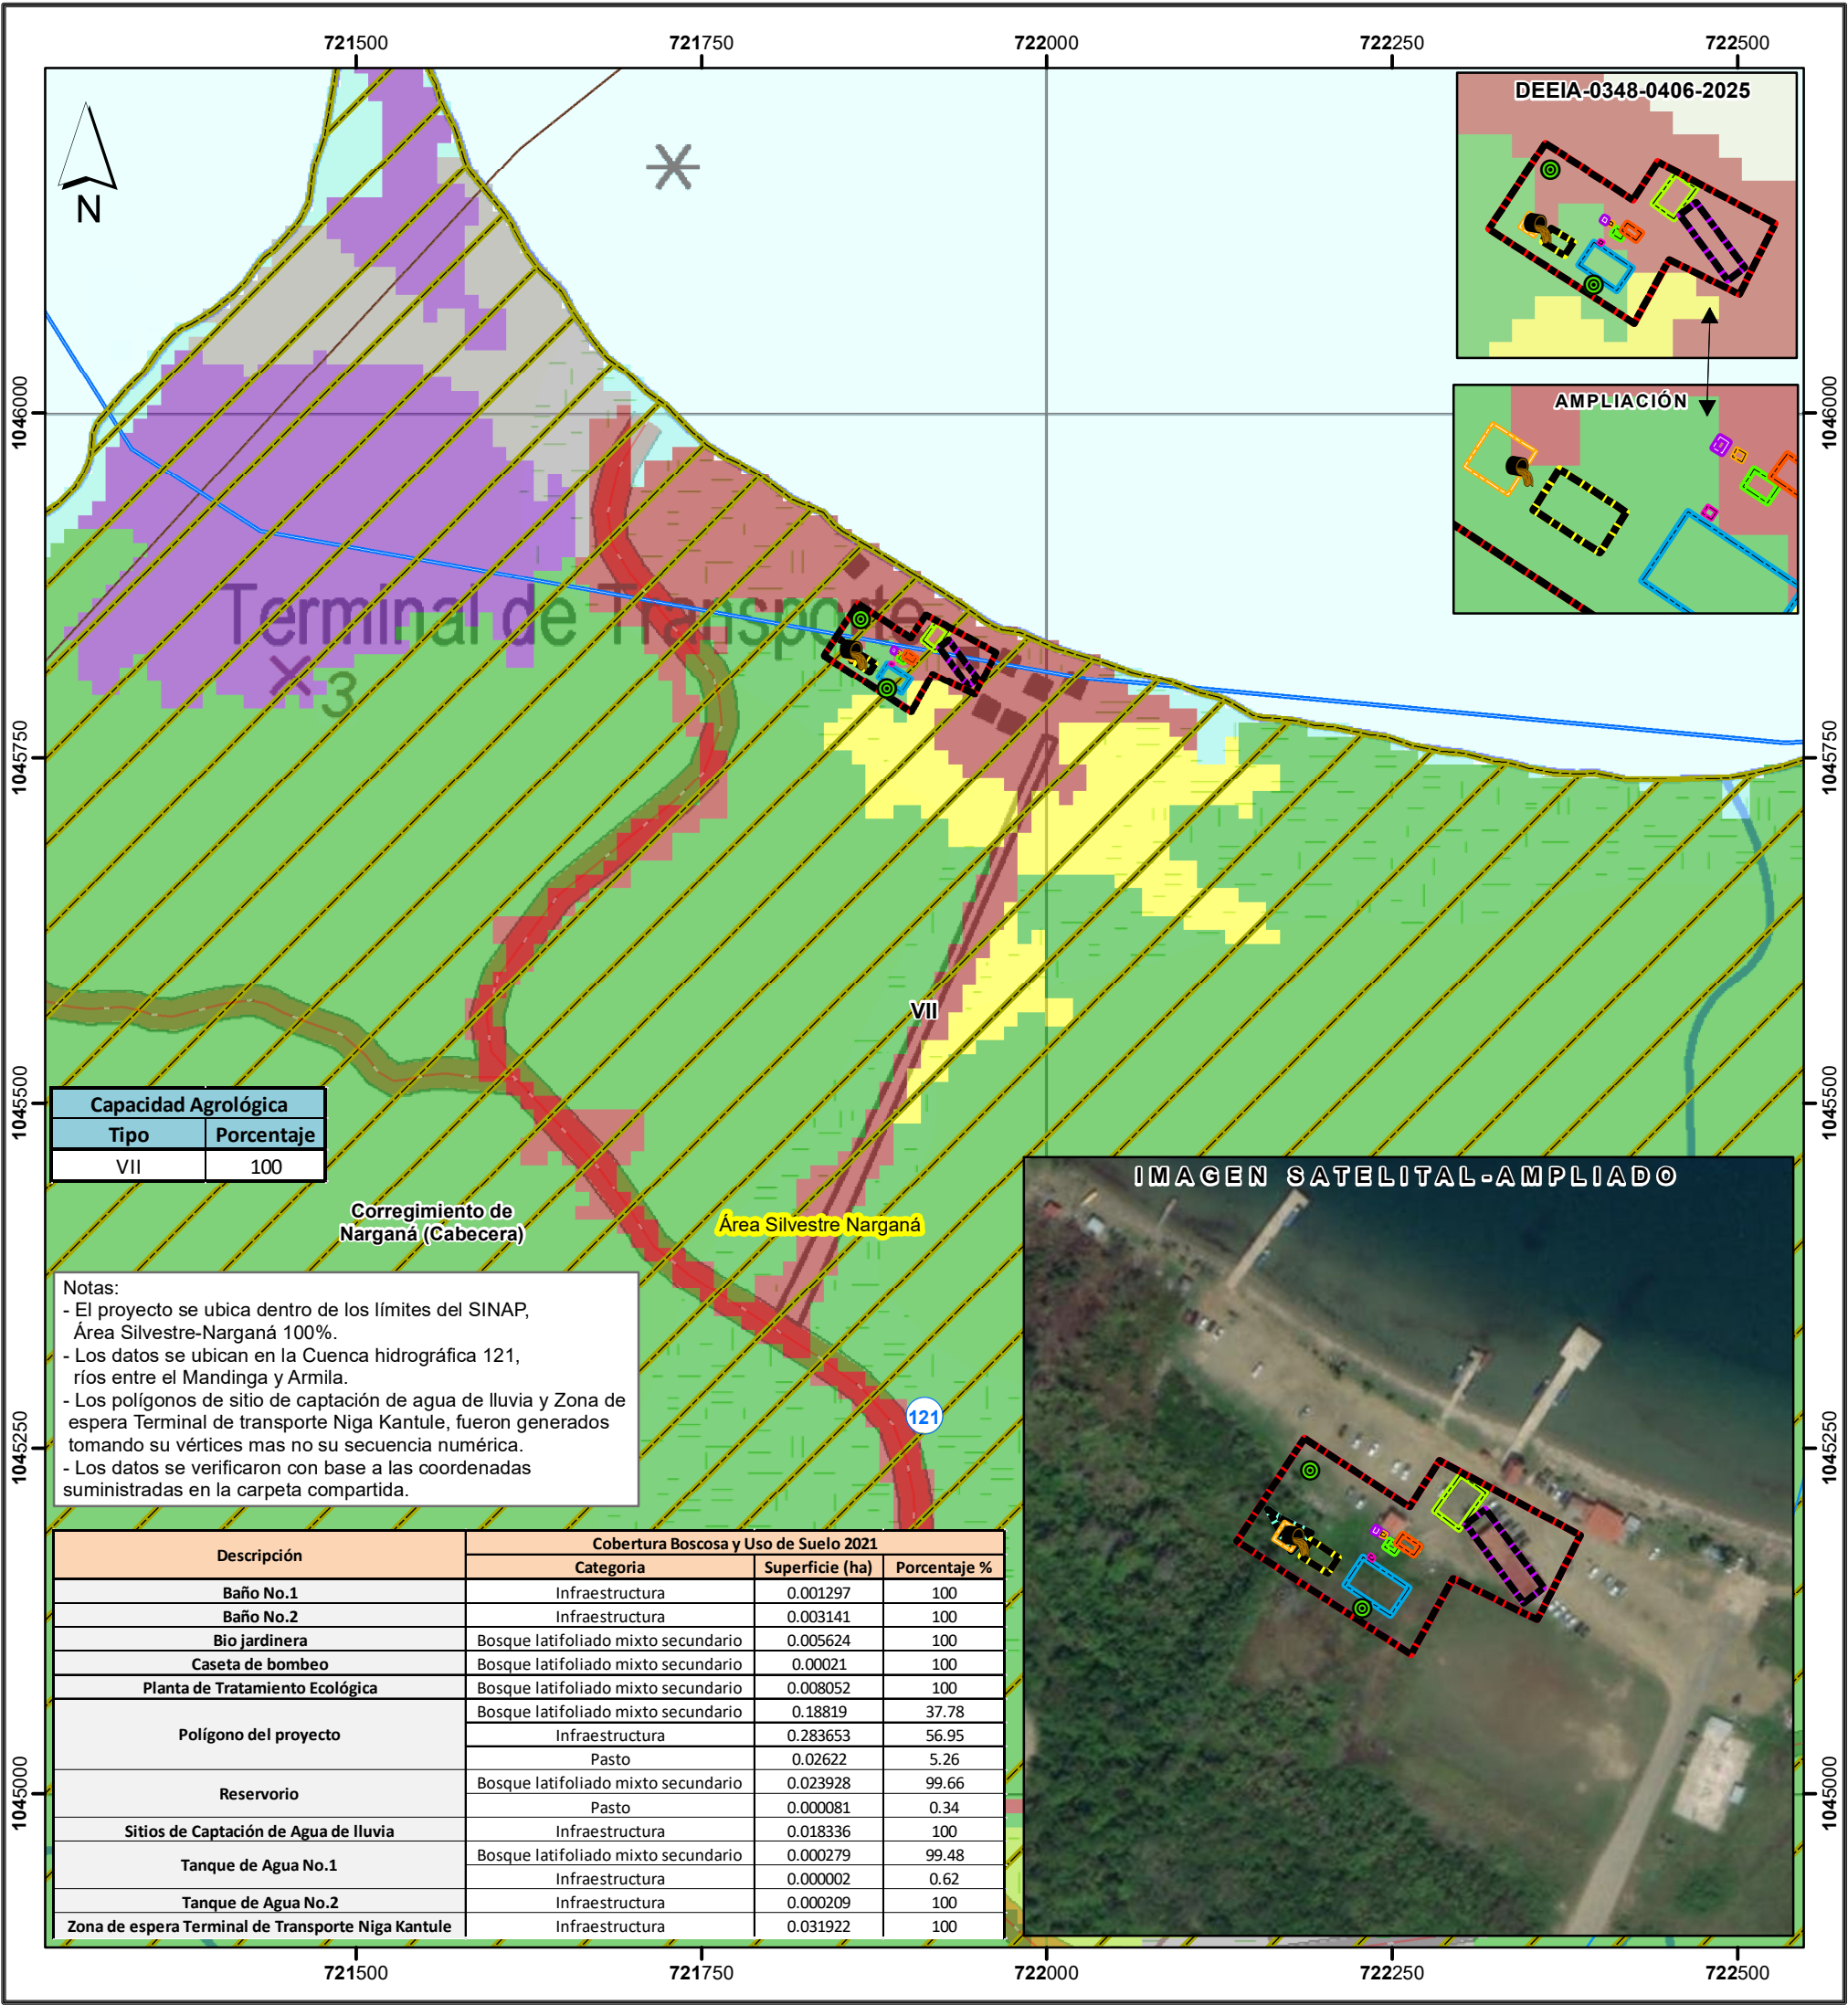 721500 721750 722000 722250 722500
DEEIA-0348-0406-2025
N
AMPLIACIÓN
1046000 1046000
Terminal de Transporte
3
1045750 1045750
VII
1045500 1045500
Capacidad Agrológica
Tipo Porcentaje
VII 100
IMAGEN SATELITAL-AMPLIADO
Corregimiento de
Narganá (Cabecera)
Área Silvestre Narganá
Notas:
- El proyecto se ubica dentro de los límites del SINAP,
Área Silvestre-Narganá 100%.
- Los datos se ubican en la Cuenca hidrográfica 121,
ríos entre el Mandinga y Armila.
- Los polígonos de sitio de captación de agua de lluvia y Zona de
espera Terminal de transporte Niga Kantule, fueron generados
tomando su vértices mas no su secuencia numérica.
- Los datos se verificaron con base a las coordenadas
suministradas en la carpeta compartida.
121
1045250 1045250
Descripción Cobertura Boscosa y Uso de Suelo 2021
Categoria Superficie (ha) Porcentaje %
Baño No.1 Infraestructura 0.001297 100
Baño No.2 Infraestructura 0.003141 100
Bio jardinera Bosque latifoliado mixto secundario 0.005624 100
Caseta de bombeo Bosque latifoliado mixto secundario 0.00021 100
Planta de Tratamiento Ecológica Bosque latifoliado mixto secundario 0.008052 100
Polígono del proyecto Bosque latifoliado mixto secundario 0.18819 37.78
Infraestructura 0.283653 56.95
Pasto 0.02622 5.26
Reservorio Bosque latifoliado mixto secundario 0.023928 99.66
Pasto 0.000081 0.34
Sitios de Captación de Agua de lluvia Infraestructura 0.018336 100
Tanque de Agua No.1 Bosque latifoliado mixto secundario 0.000279 99.48
Infraestructura 0.000002 0.62
Tanque de Agua No.2 Infraestructura 0.000209 100
Zona de espera Terminal de Transporte Niga Kantule Infraestructura 0.031922 100
1045000 1045000
721500 721750 722000 722250 722500